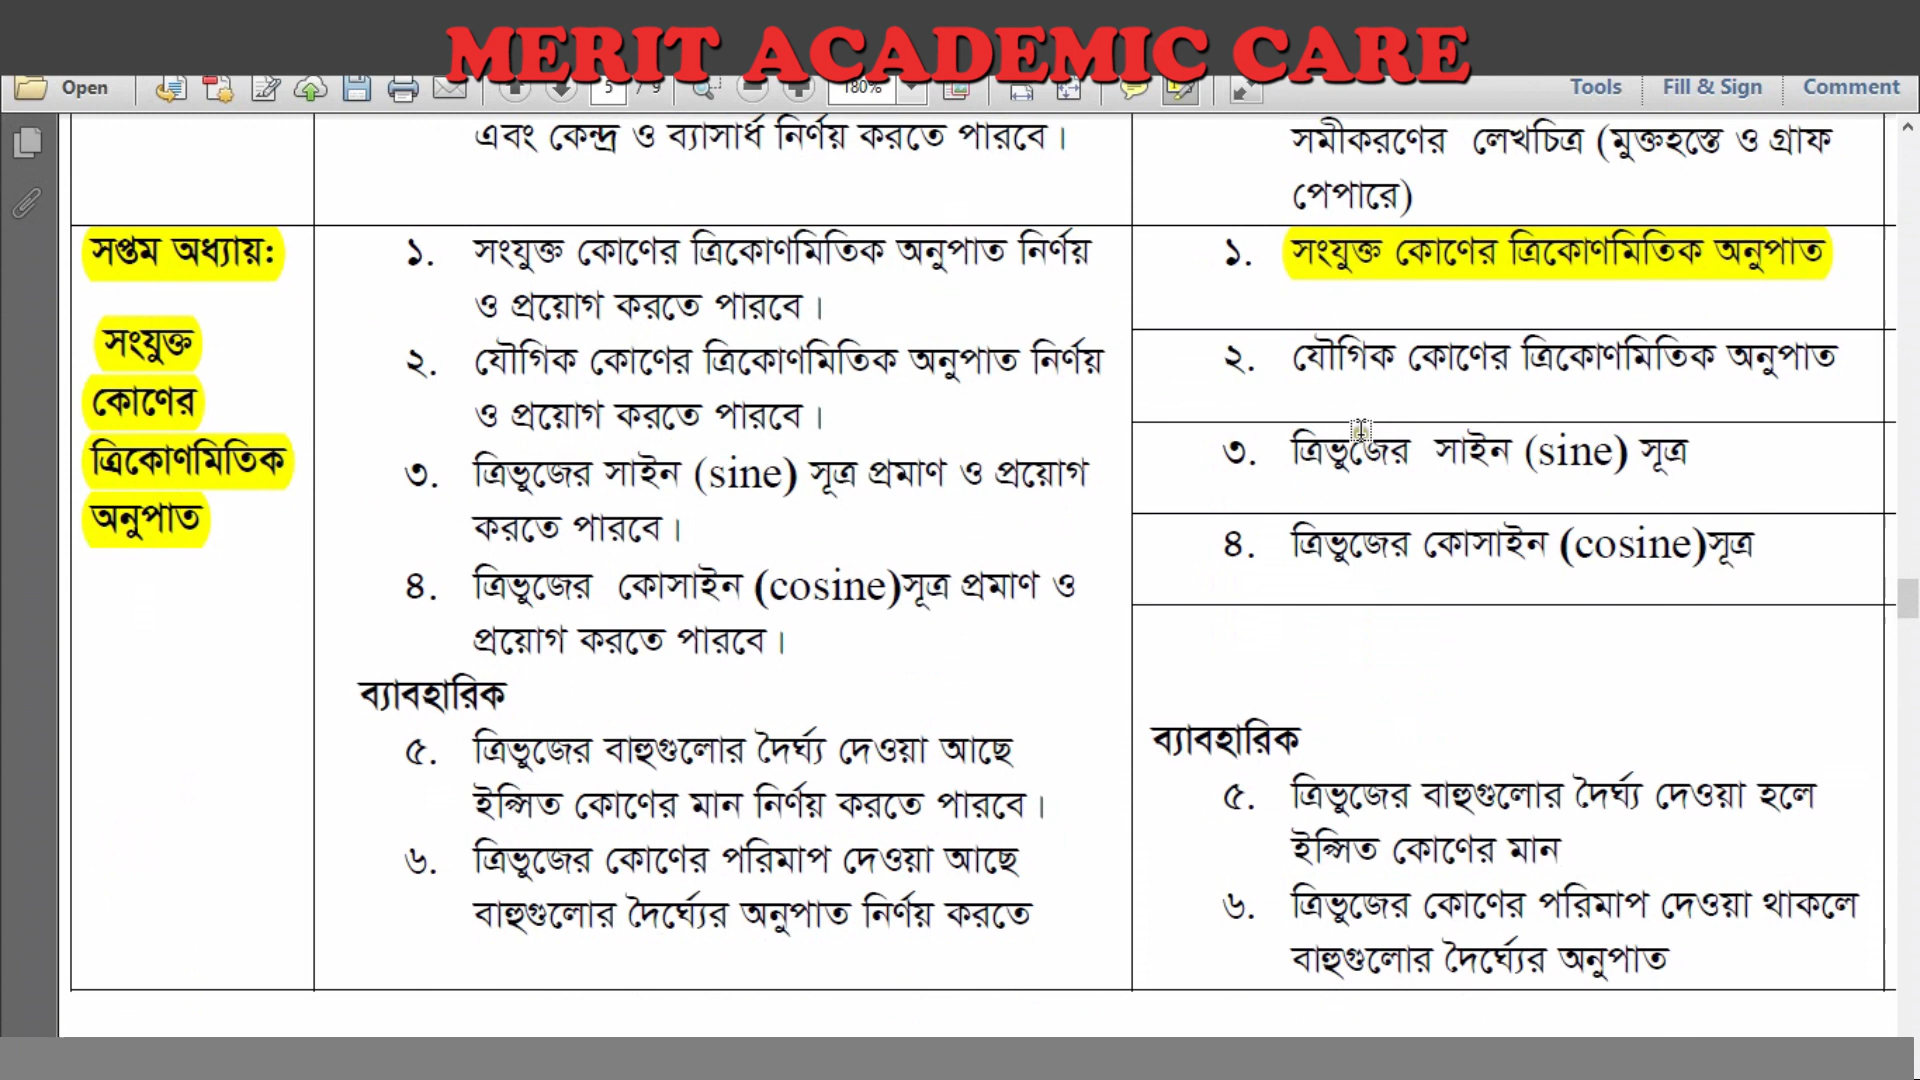 MERIT ACADEMIC CARE
Open
5 / 9
180%
Tools
Fill & Sign
Comment
এবং কেন্দ্র ও ব্যাসার্ধ নির্ণয় করতে পারবে।
সমীকরণের লেখচিত্র (মুক্তহস্তে ও গ্রাফ
পেপারে)
সপ্তম অধ্যায়:
সংযুক্ত
কোণের
ত্রিকোণমিতিক
অনুপাত
১. সংযুক্ত কোণের ত্রিকোণমিতিক অনুপাত নির্ণয়
ও প্রয়োগ করতে পারবে।
২. যৌগিক কোণের ত্রিকোণমিতিক অনুপাত নির্ণয়
ও প্রয়োগ করতে পারবে।
৩. ত্রিভুজের সাইন (sine) সূত্র প্রমাণ ও প্রয়োগ
করতে পারবে।
৪. ত্রিভুজের কোসাইন (cosine)সূত্র প্রমাণ ও
প্রয়োগ করতে পারবে।
ব্যাবহারিক
৫. ত্রিভুজের বাহুগুলোর দৈর্ঘ্য দেওয়া আছে
ইপ্সিত কোণের মান নির্ণয় করতে পারবে।
৬. ত্রিভুজের কোণের পরিমাপ দেওয়া আছে
বাহুগুলোর দৈর্ঘ্যের অনুপাত নির্ণয় করতে
১. সংযুক্ত কোণের ত্রিকোণমিতিক অনুপাত
২. যৌগিক কোণের ত্রিকোণমিতিক অনুপাত
৩. ত্রিভুজের সাইন (sine) সূত্র
৪. ত্রিভুজের কোসাইন (cosine)সূত্র
ব্যাবহারিক
৫. ত্রিভুজের বাহুগুলোর দৈর্ঘ্য দেওয়া হলে
ইপ্সিত কোণের মান
৬. ত্রিভুজের কোণের পরিমাপ দেওয়া থাকলে
বাহুগুলোর দৈর্ঘ্যের অনুপাত